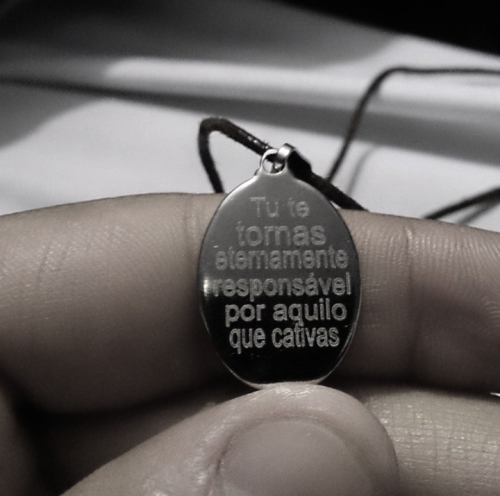 Tu te
tornas
eternamente
responsável
por aquilo
que cativas